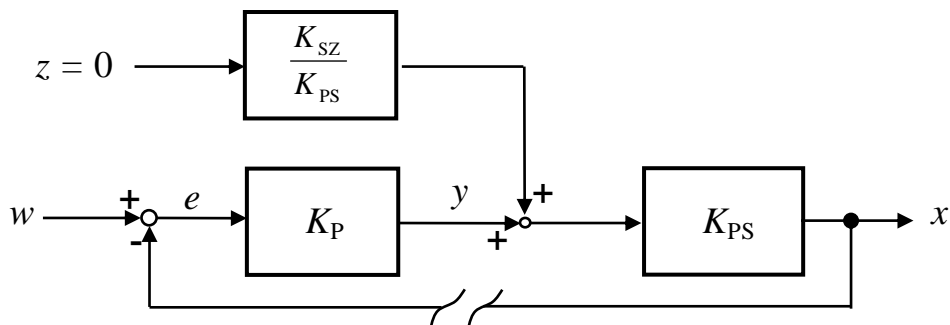 K_SZ
K_PS
z = 0
+
+ e y +
w K_P K_PS x
- +